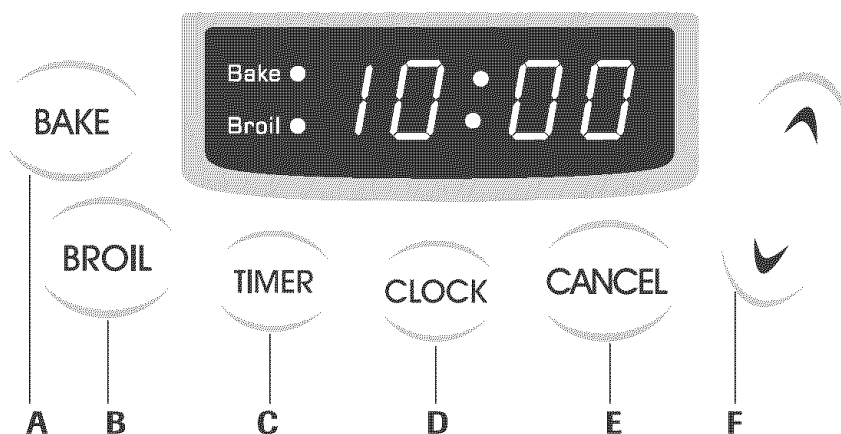 Bake
10:00
Broil
BAKE
BROIL
TIMER
CLOCK
CANCEL
A B C D E F